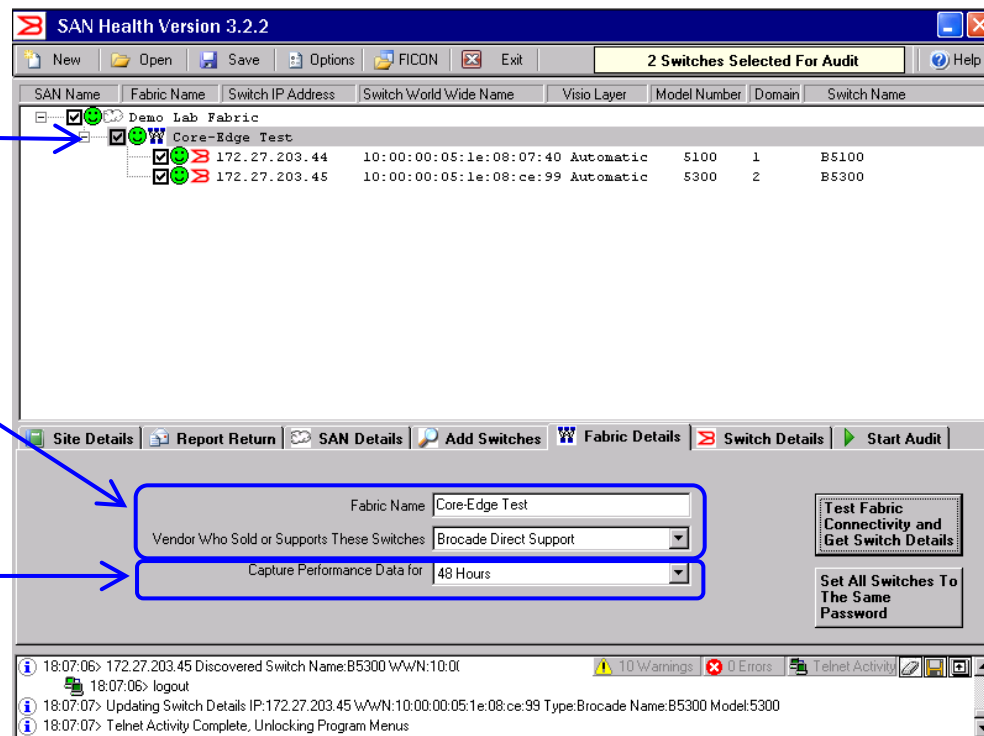 SAN Health Version 3.2.2
New Open Save Options FICON Exit 2 Switches Selected For Audit Help
SAN Name Fabric Name Switch IP Address Switch World Wide Name Visio Layer Model Number Domain Switch Name
Demo Lab Fabric
Core-Edge Test
172.27.203.44 10:00:00:05:1e:08:07:40 Automatic 5100 1 B5100
172.27.203.45 10:00:00:05:1e:08:ce:99 Automatic 5300 2 B5300
Site Details Report Return SAN Details Add Switches Fabric Details Switch Details Start Audit
Fabric Name Core-Edge Test
Vendor Who Sold or Supports These Switches Brocade Direct Support
Capture Performance Data for 48 Hours
Test Fabric
Connectivity and
Get Switch Details
Set All Switches To
The Same
Password
18:07:06> 172.27.203.45 Discovered Switch Name:B5300 WWN:10:0( 10 Warnings 0 Errors Telnet Activity
18:07:06> logout
18:07:07> Updating Switch Details IP:172.27.203.45 WWN:10:00:00:05:1e:08:ce:99 Type:Brocade Name:B5300 Model:5300
18:07:07> Telnet Activity Complete, Unlocking Program Menus